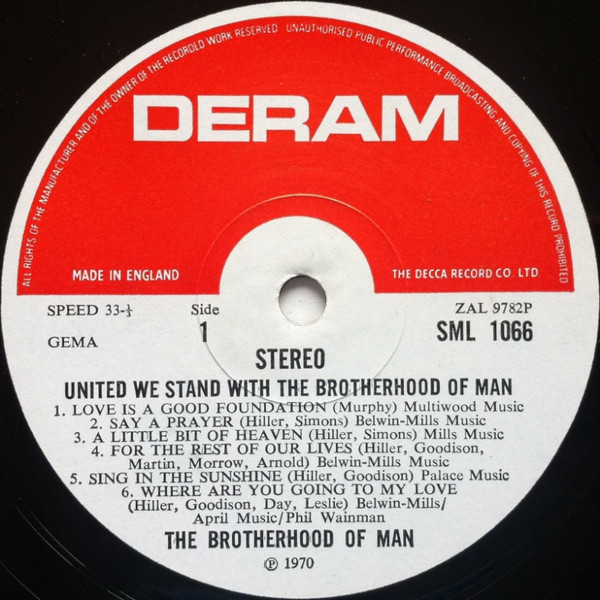 ALL RIGHTS OF THE MANUFACTURER AND OF THE OWNER OF THE RECORDED WORK RESERVED UNAUTHORISED PUBLIC PERFORMANCE BROADCASTING AND COPYING OF THIS RECORD PROHIBITED
DERAM
MADE IN ENGLAND THE DECCA RECORD CO. LTD
SPEED 33-⅓ Side ZAL 9782P
GEMA 1 SML 1066
STEREO
UNITED WE STAND WITH THE BROTHERHOOD OF MAN
1. LOVE IS A GOOD FOUNDATION (Murphy) Multiwood Music
2. SAY A PRAYER (Hiller, Simons) Belwin-Mills Music
3. A LITTLE BIT OF HEAVEN (Hiller, Simons) Mills Music
4. FOR THE REST OF OUR LIVES (Hiller, Goodison,
Martin, Morrow, Arnold) Belwin-Mills Music
5. SING IN THE SUNSHINE (Hiller, Goodison) Palace Music
6. WHERE ARE YOU GOING TO MY LOVE
(Hiller, Goodison, Day, Leslie) Belwin-Mills/
April Music/Phil Wainman
THE BROTHERHOOD OF MAN
℗ 1970